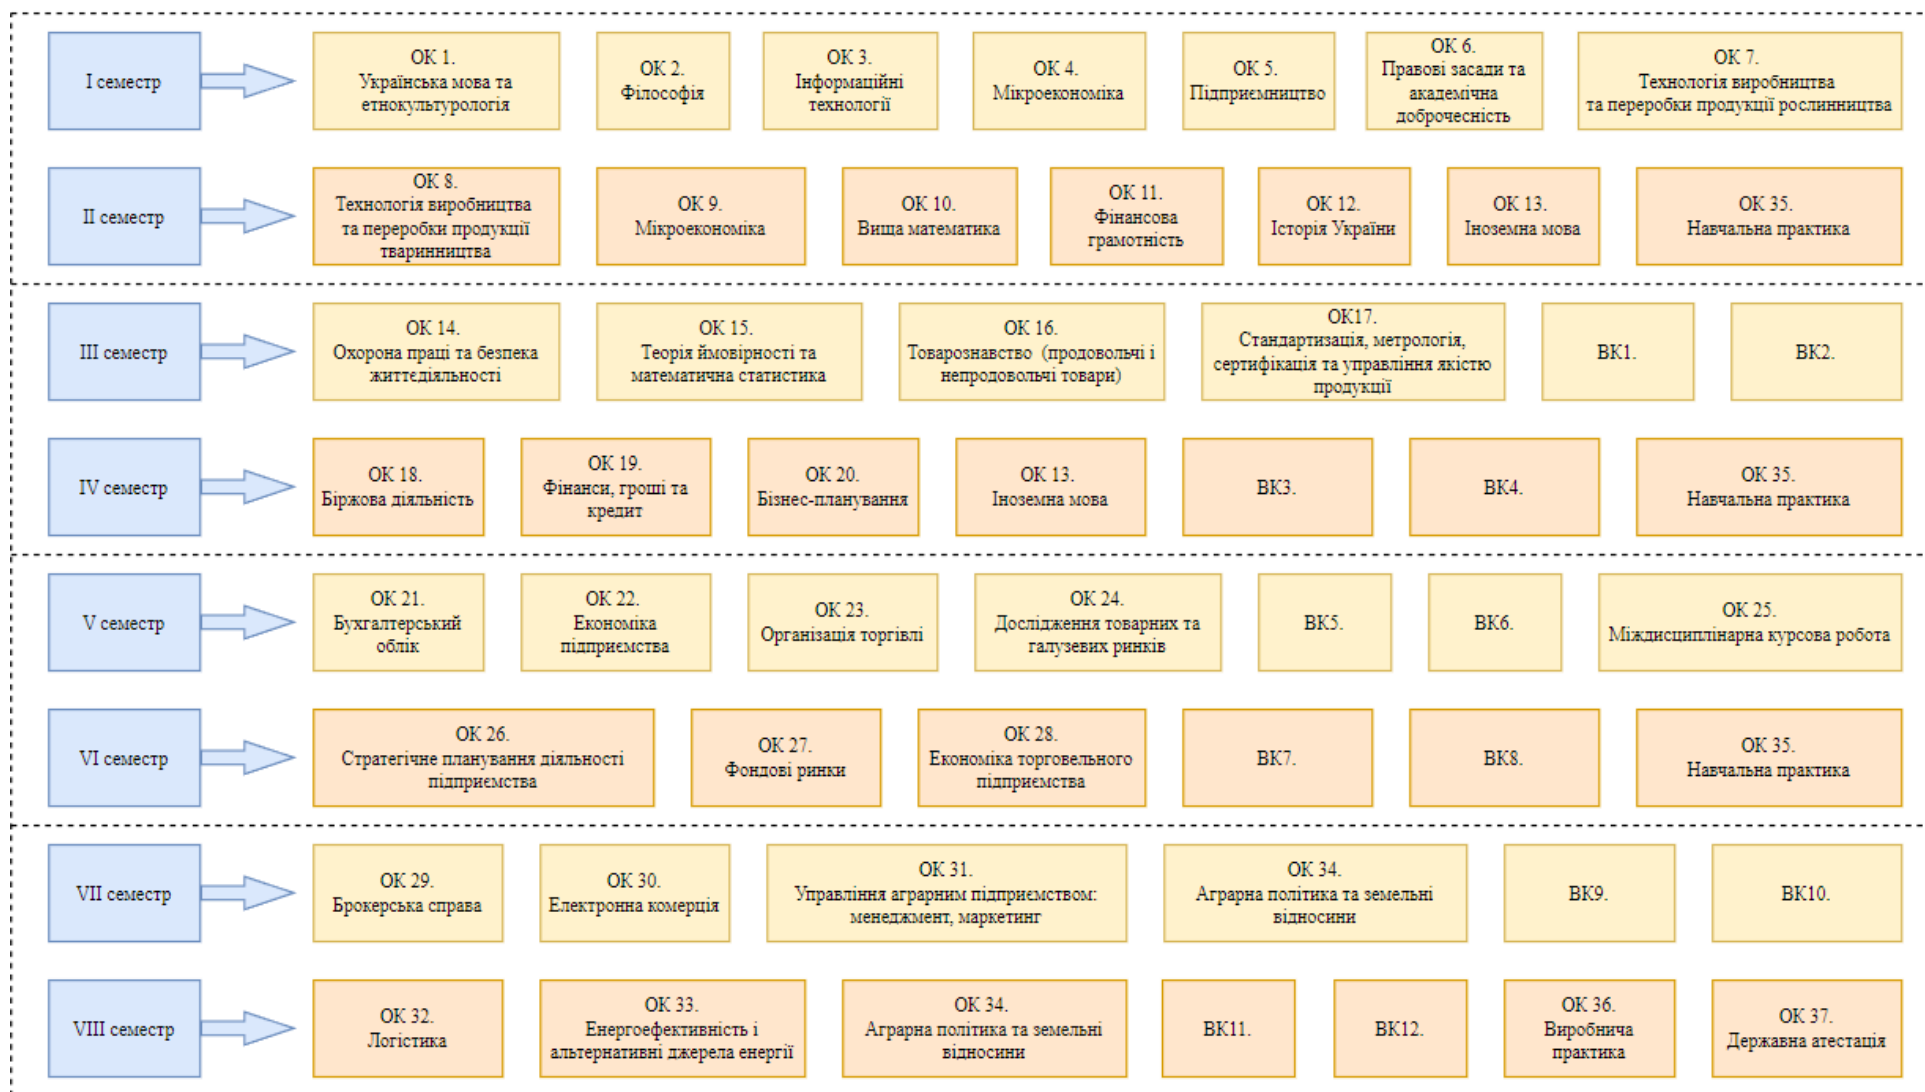 I семестр
ОК 1.
Українська мова та
етнокультурологія
ОК 2.
Філософія
ОК 3.
Інформаційні
технології
ОК 4.
Мікроекономіка
ОК 5.
Підприємництво
ОК 6.
Правові засади та
академічна
доброчесність
ОК 7.
Технологія виробництва
та переробки продукції рослинництва
II семестр
ОК 8.
Технологія виробництва
та переробки продукції
тваринництва
ОК 9.
Мікроекономіка
ОК 10.
Вища математика
ОК 11.
Фінансова
грамотність
ОК 12.
Історія України
ОК 13.
Іноземна мова
ОК 35.
Навчальна практика
III семестр
ОК 14.
Охорона праці та безпека
життєдіяльності
ОК 15.
Теорія ймовірності та
математична статистика
ОК 16.
Товарознавство (продовольчі і
непродовольчі товари)
ОК17.
Стандартизація, метрологія,
сертифікація та управління якістю
продукції
ВК1.
ВК2.
IV семестр
ОК 18.
Біржова діяльність
ОК 19.
Фінанси, гроші та
кредит
ОК 20.
Бізнес-планування
ОК 13.
Іноземна мова
ВК3.
ВК4.
ОК 35.
Навчальна практика
V семестр
ОК 21.
Бухгалтерський
облік
ОК 22.
Економіка
підприємства
ОК 23.
Організація торгівлі
ОК 24.
Дослідження товарних та
галузевих ринків
ВК5.
ВК6.
ОК 25.
Міждисциплінарна курсова робота
VI семестр
ОК 26.
Стратегічне планування діяльності
підприємства
ОК 27.
Фондові ринки
ОК 28.
Економіка торговельного
підприємства
ВК7.
ВК8.
ОК 35.
Навчальна практика
VII семестр
ОК 29.
Брокерська справа
ОК 30.
Електронна комерція
ОК 31.
Управління аграрним підприємством:
менеджмент, маркетинг
ОК 34.
Аграрна політика та земельні
відносини
ВК9.
ВК10.
VIII семестр
ОК 32.
Логістика
ОК 33.
Енергоефективність і
альтернативні джерела енергії
ОК 34.
Аграрна політика та земельні
відносини
ВК11.
ВК12.
ОК 36.
Виробнича
практика
ОК 37.
Державна атестація